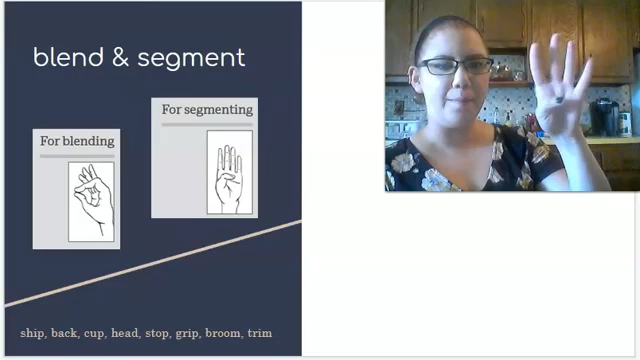 blend & segment
For segmenting
For blending
ship, back, cup, head, stop, grip, broom, trim